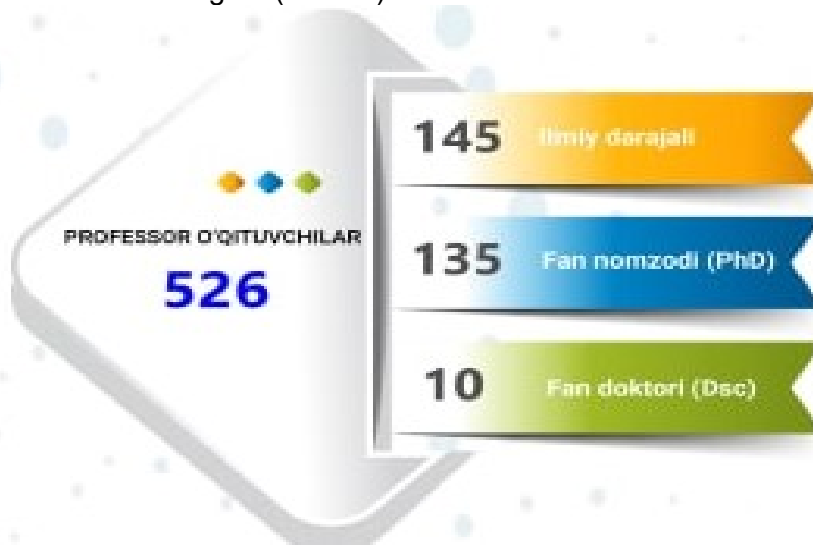 PROFESSOR O'QITUVCHILAR
526
145 Ilmiy darajali
135 Fan nomzodi (PhD)
10 Fan doktori (Dsc)